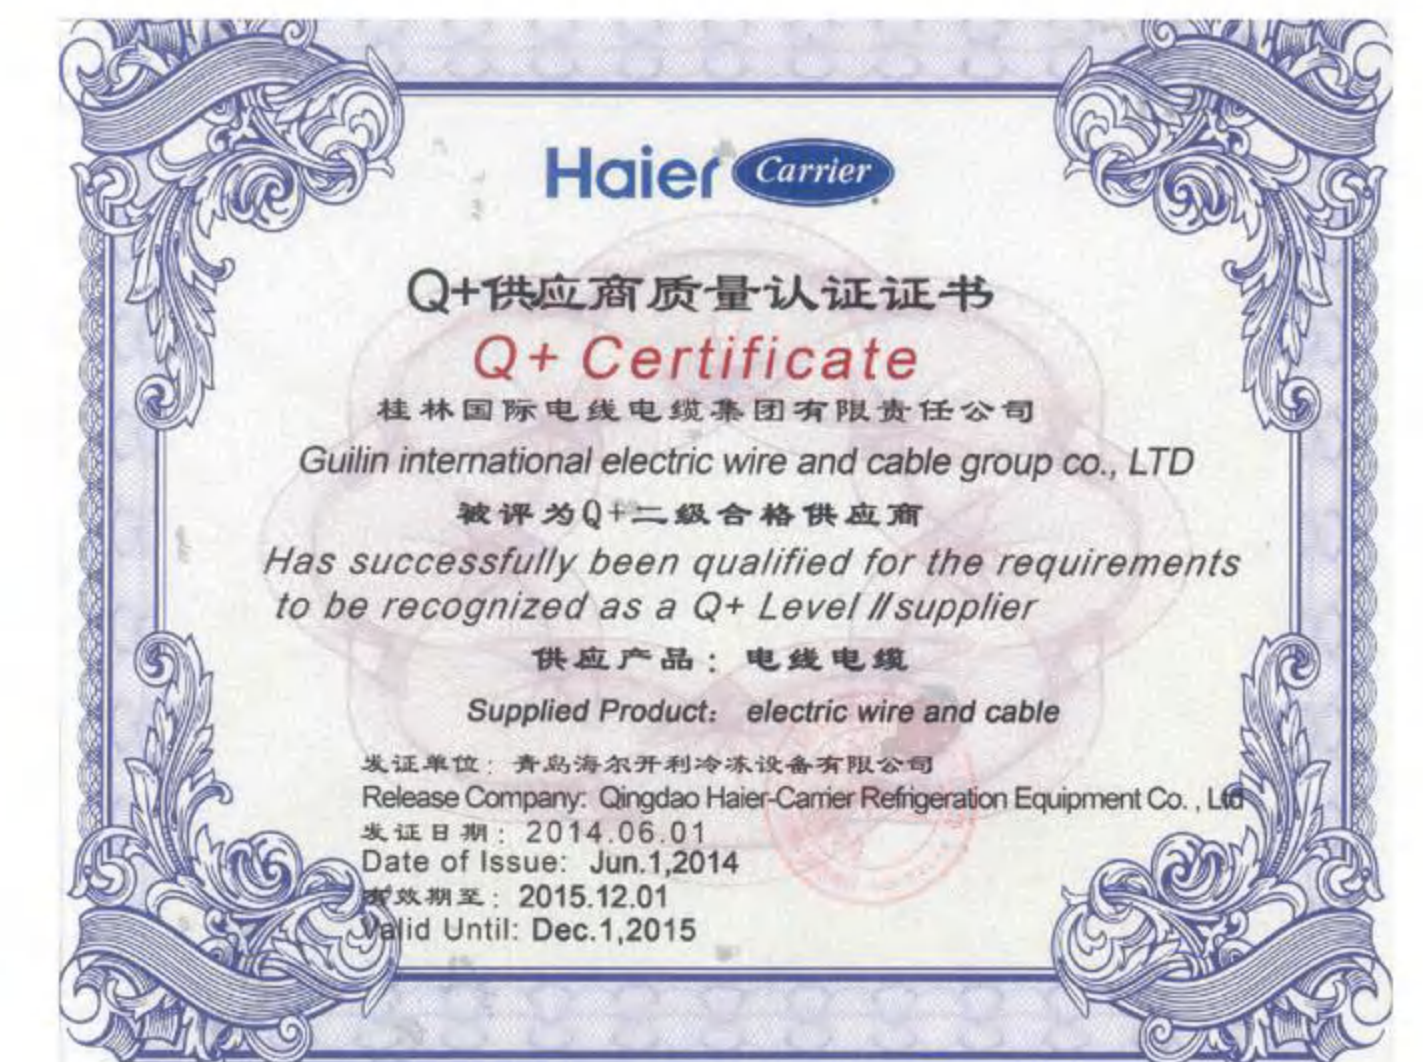 Haier Carrier
Q+供应商质量认证证书
Q+ Certificate
桂林国际电线电缆集团有限责任公司
Guilin international electric wire and cable group co., LTD
被评为Q+二级合格供应商
Has successfully been qualified for the requirements
to be recognized as a Q+ Level II supplier
供应产品：电线电缆
Supplied Product： electric wire and cable
发证单位：青岛海尔开利冷冻设备有限公司
Release Company: Qingdao Haier-Carrier Refrigeration Equipment Co. , Ltd
发证日期：2014.06.01
Date of Issue: Jun.1,2014
有效期至：2015.12.01
Valid Until: Dec.1,2015